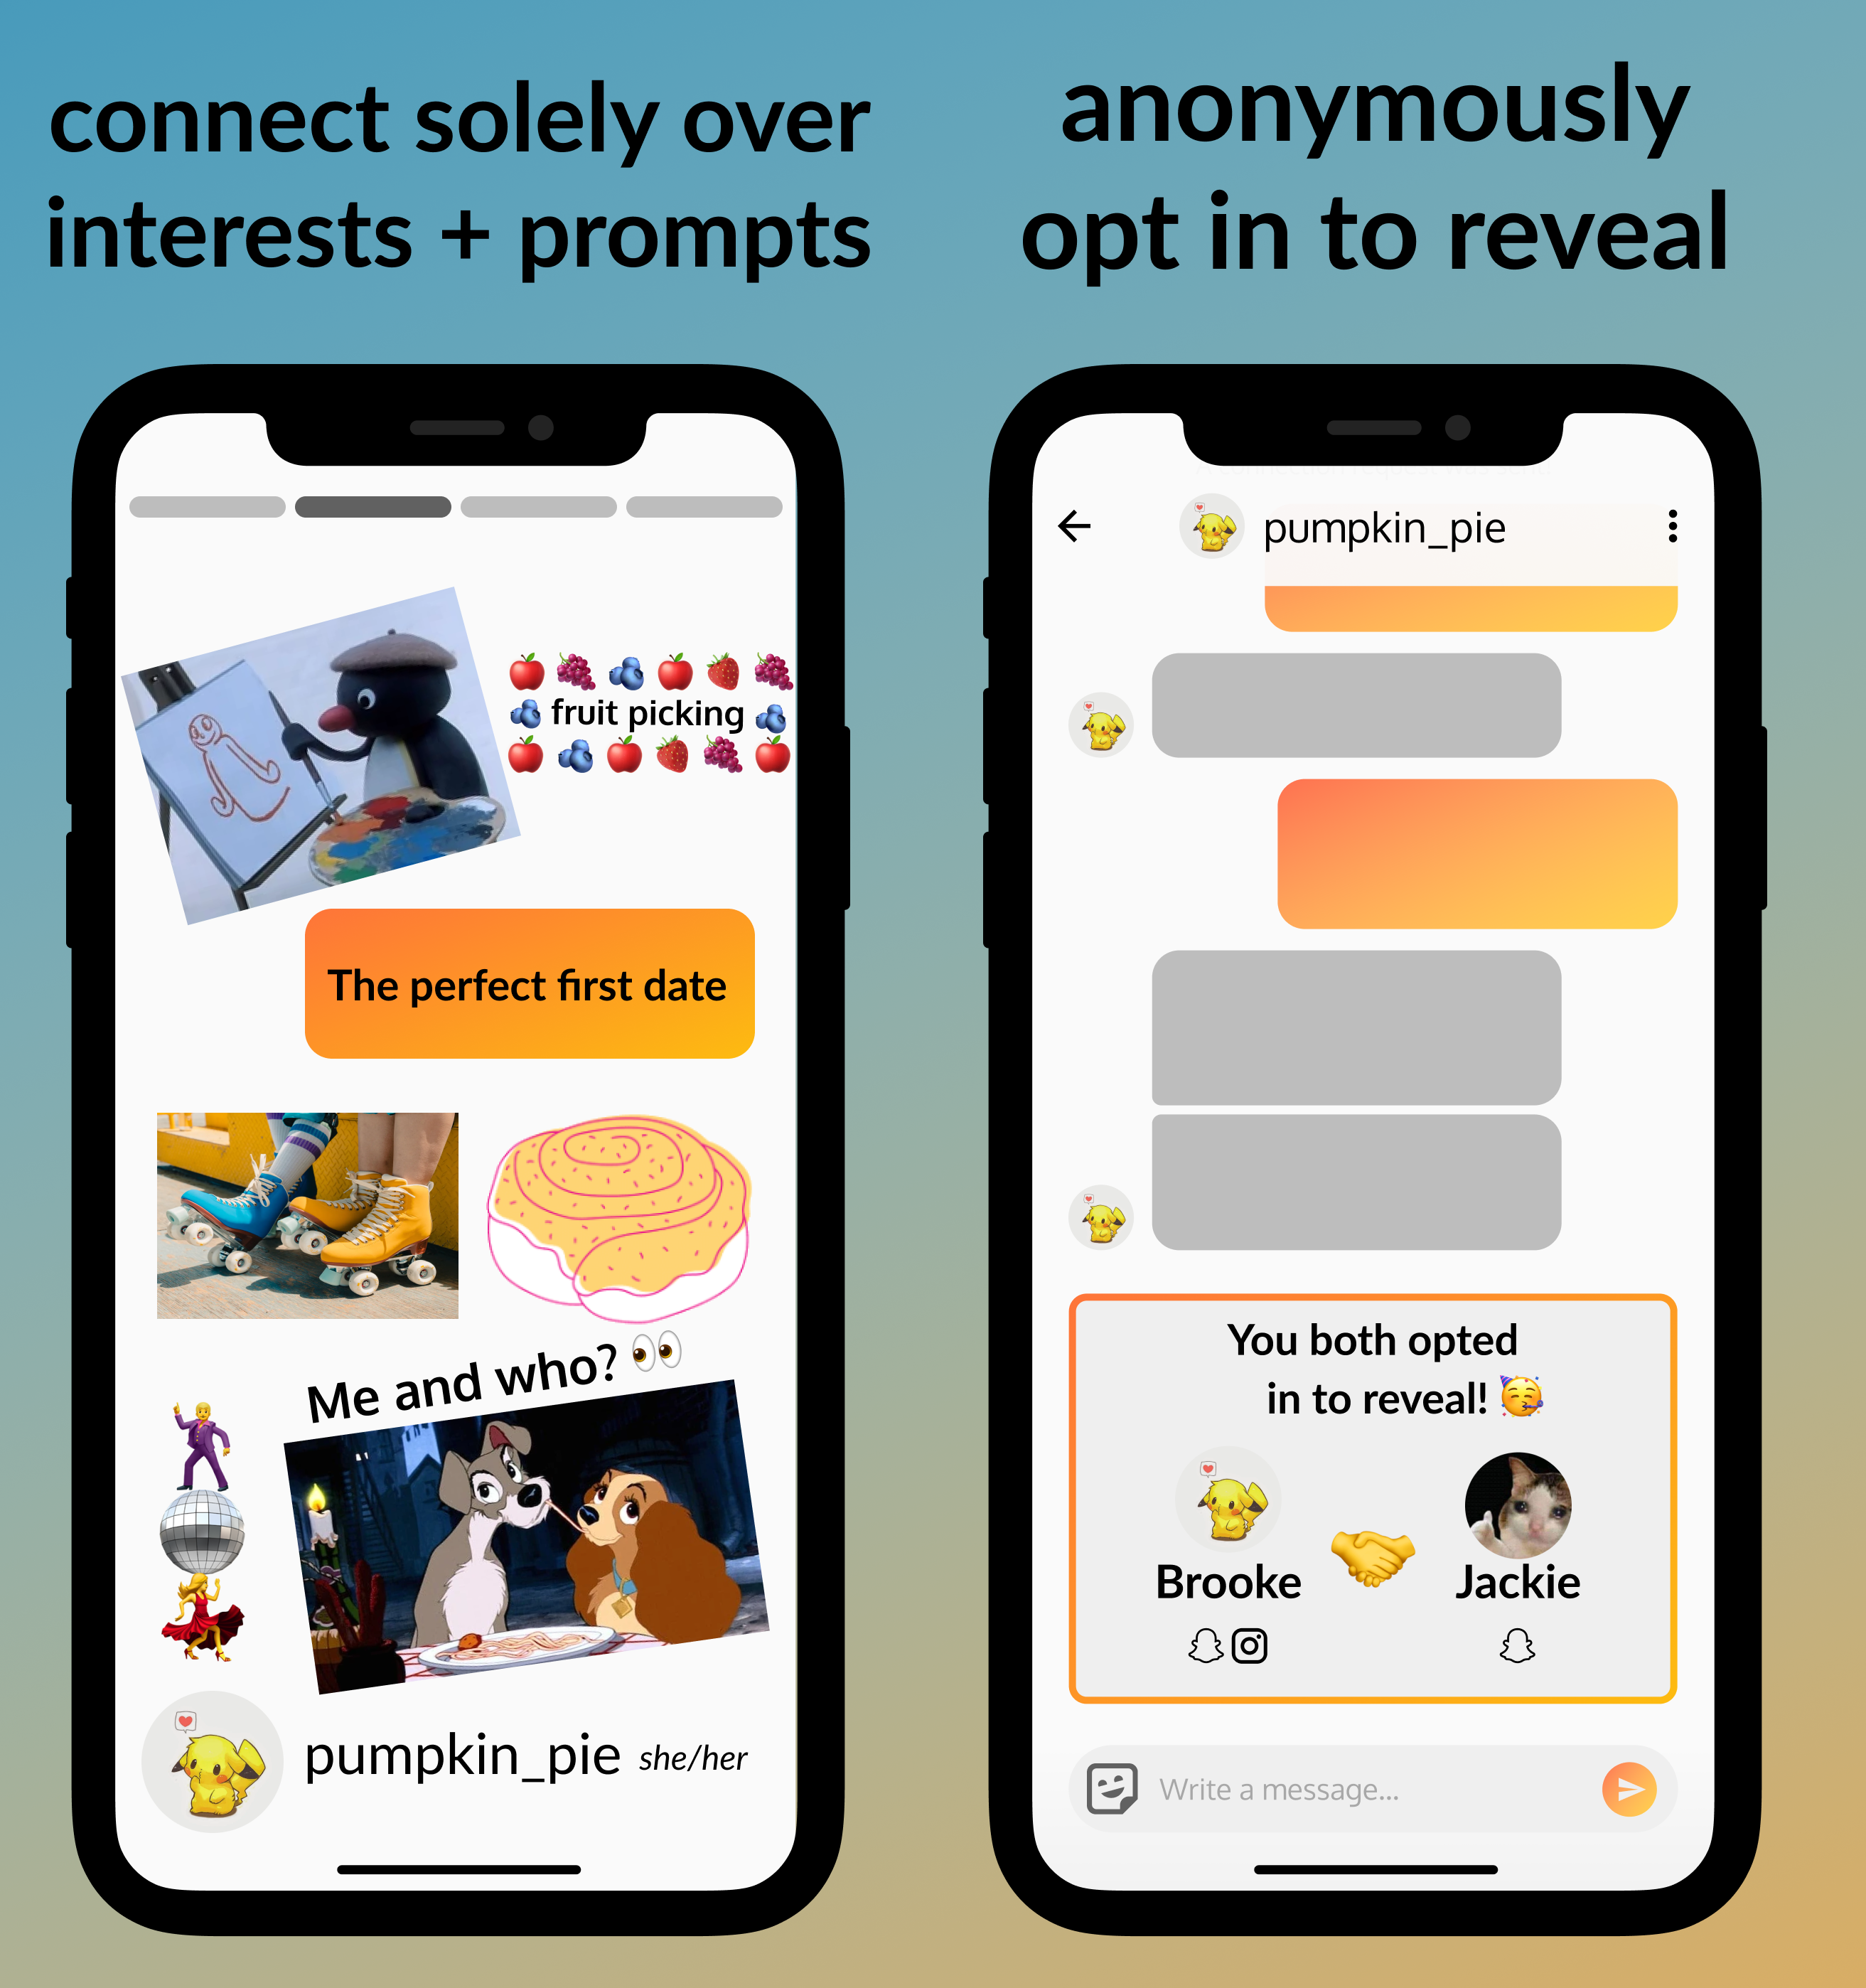 connect solely over
interests + prompts
fruit picking
The perfect first date
Me and who? 👀
pumpkin_pie she/her
anonymously
opt in to reveal
pumpkin_pie
You both opted
in to reveal! 🥳
Brooke
Jackie
Write a message...